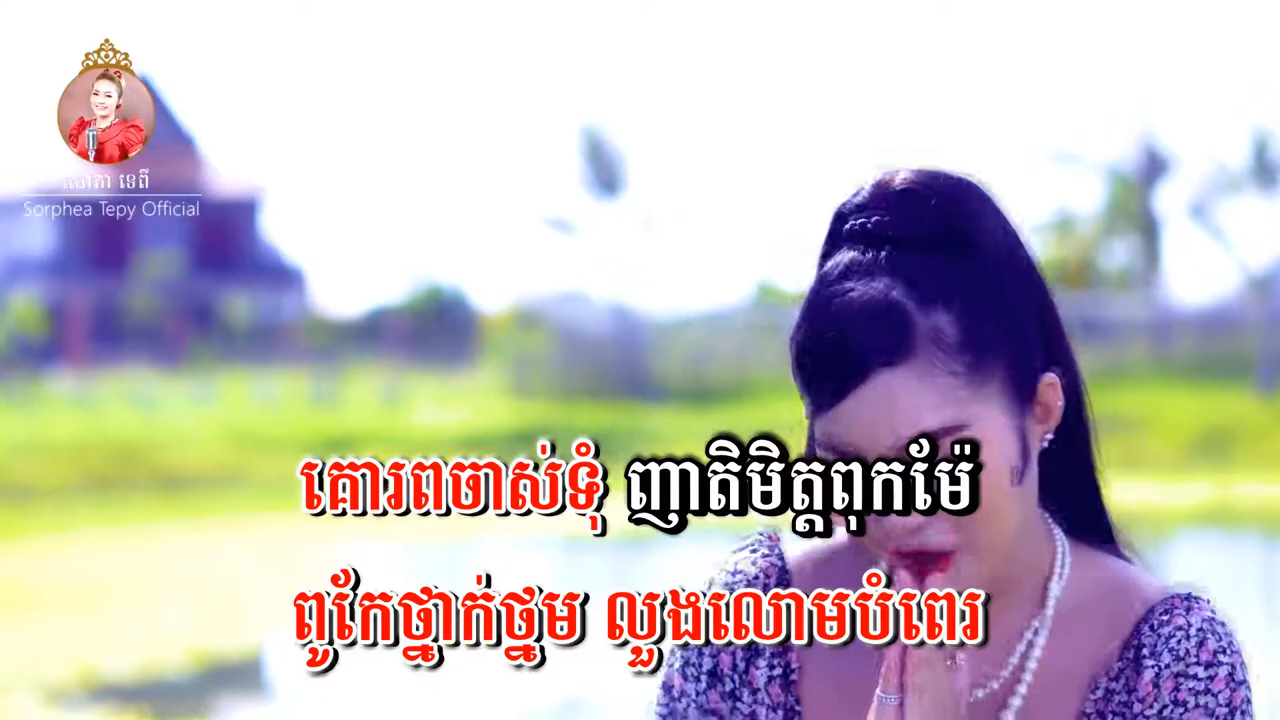 សោភា ទេពី
Sorphea Tepy Official
គោរពចាស់ទុំ ញាតិមិត្តពុកម៉ែ
ពូកែថ្នាក់ថ្នម លួងលោមបំពេរ